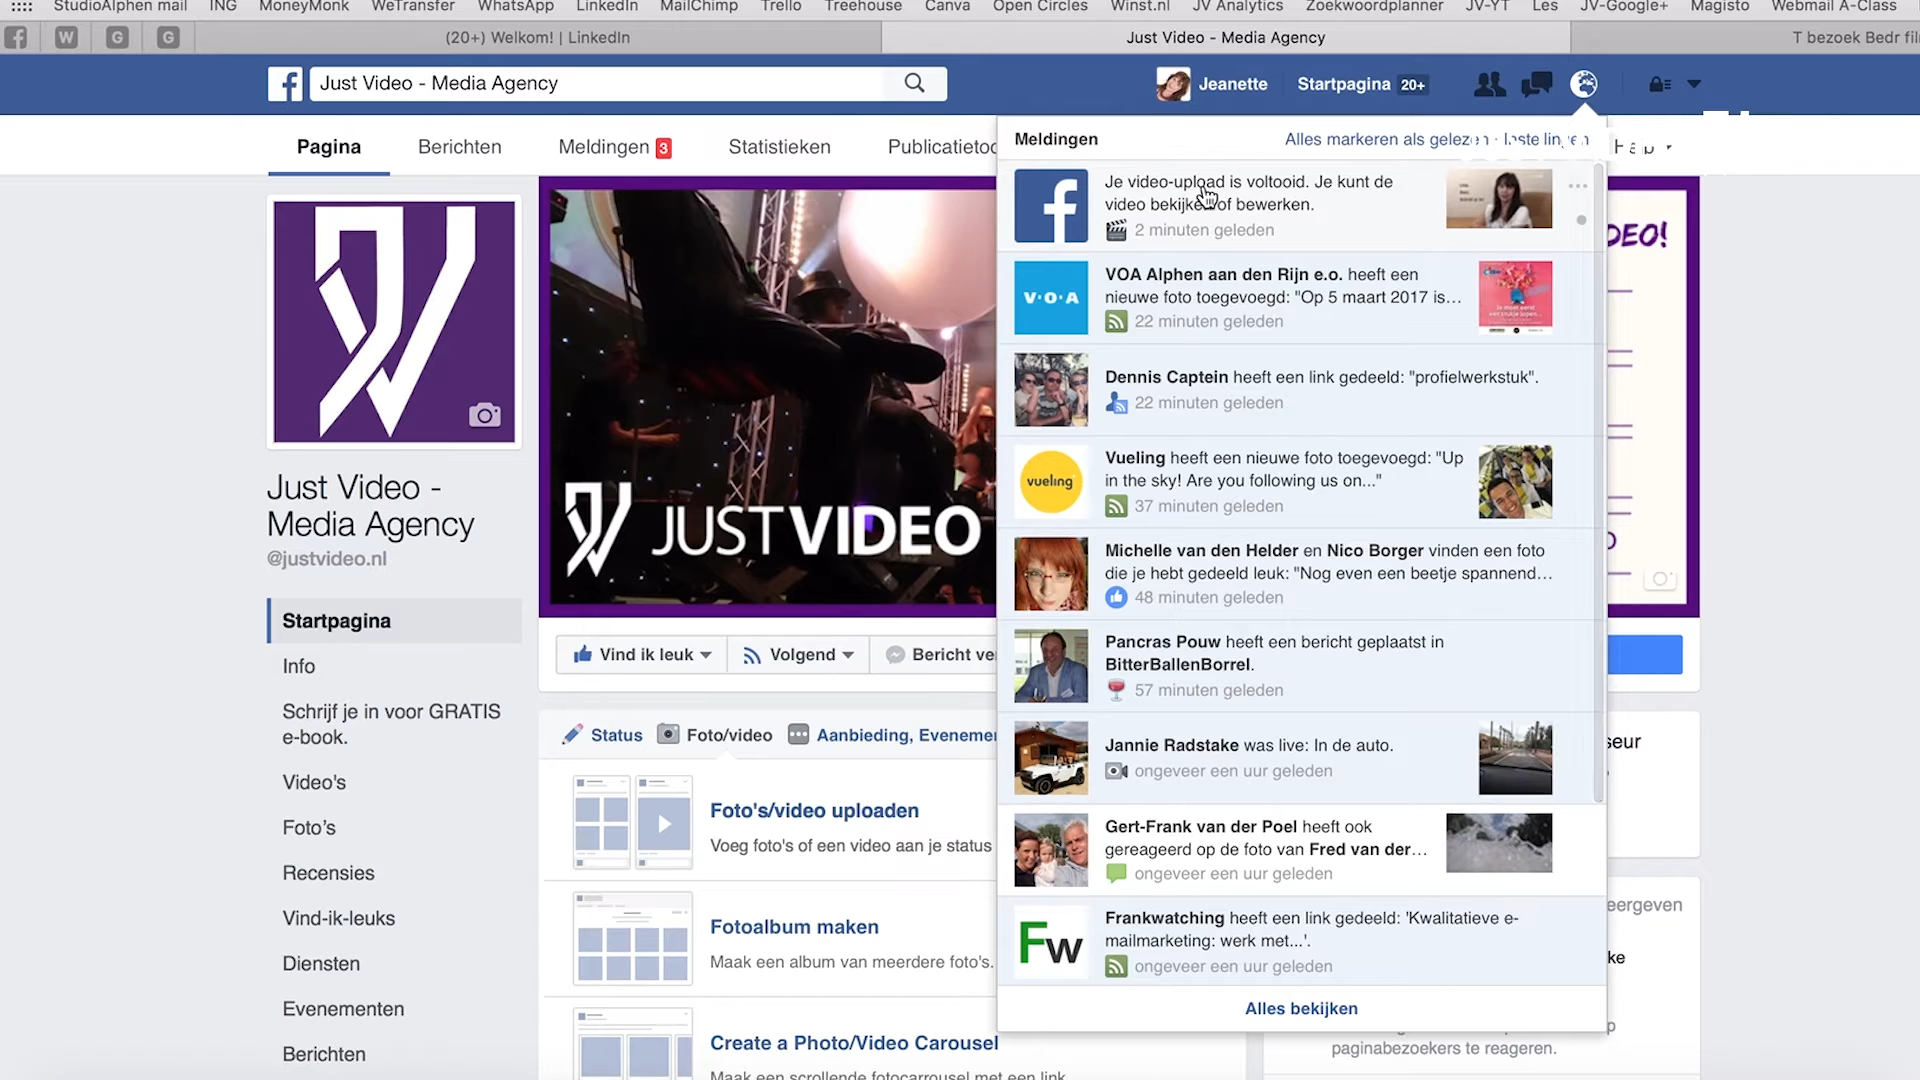 StudioAlphen mail ING MoneyMonk WeTransfer WhatsApp LinkedIn MailChimp Trello Treehouse Canva Open Circles Winst.nl JV Analytics Zoekwoordplanner JV-YT Les JV-Google+ Magisto Webmail A-Class
W G G (20+) Welkom! | LinkedIn Just Video - Media Agency T bezoek Bedr
Just Video - Media Agency Jeanette Startpagina 20+
Pagina Berichten Meldingen 3 Statistieken
Meldingen Alles markeren als gelezen
Je video-upload is voltooid. Je kunt de
video bekijken of bewerken.
2 minuten geleden
VOA Alphen aan den Rijn e.o. heeft een
nieuwe foto toegevoegd: "Op 5 maart 2017 is...
22 minuten geleden
V·O·A
Dennis Captein heeft een link gedeeld: "profielwerkstuk".
22 minuten geleden
Vueling heeft een nieuwe foto toegevoegd: "Up
in the sky! Are you following us on..."
37 minuten geleden
vueling
Michelle van den Helder en Nico Borger vinden een foto
die je hebt gedeeld leuk: "Nog even een beetje spannend...
48 minuten geleden
Pancras Pouw heeft een bericht geplaatst in
BitterBallenBorrel.
57 minuten geleden
Jannie Radstake was live: In de auto.
ongeveer een uur geleden
Gert-Frank van der Poel heeft ook
gereageerd op de foto van Fred van der...
ongeveer een uur geleden
Frankwatching heeft een link gedeeld: 'Kwalitatieve e-
mailmarketing: werk met...'.
ongeveer een uur geleden
Fw
Alles bekijken
JUSTVIDEO
DEO!
Just Video -
Media Agency
@justvideo.nl
Startpagina
Info
Schrijf je in voor GRATIS
e-book.
Video's
Foto's
Recensies
Vind-ik-leuks
Diensten
Evenementen
Berichten
Vind ik leuk Volgend Bericht
Status Foto/video Aanbieding,
Foto's/video uploaden
Voeg foto's of een video aan je status
Fotoalbum maken
Maak een album van meerdere foto's.
Create a Photo/Video Carousel
Maak een scrollende fotocarrousel met een link
paginabezoekers te reageren.